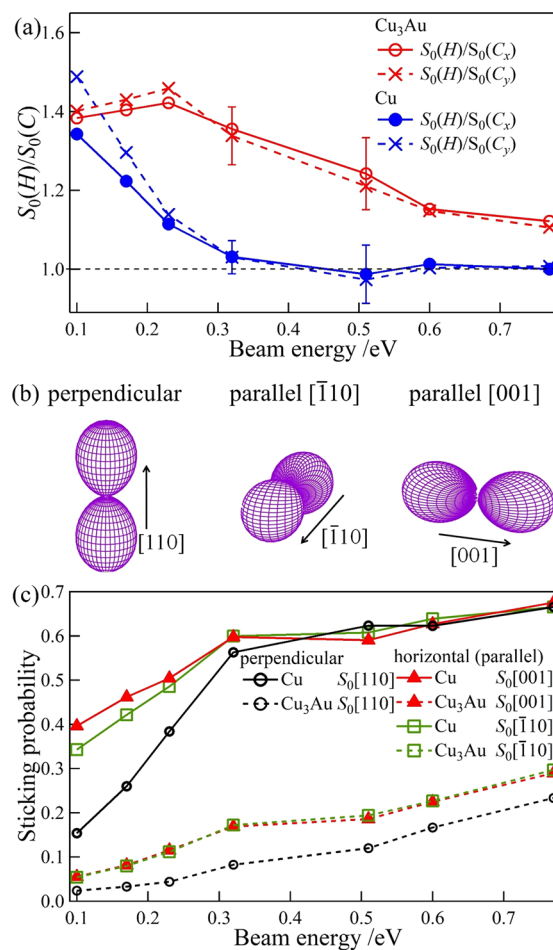 (a)
1.6
1.4
1.2
1.0
S₀(H)/S₀(C)
Cu₃Au
S₀(H)/S₀(Cₓ)
S₀(H)/S₀(C_y)
Cu
S₀(H)/S₀(Cₓ)
S₀(H)/S₀(C_y)
0.1 0.2 0.3 0.4 0.5 0.6 0.7
Beam energy /eV
(b) perpendicular parallel [1̅10] parallel [001]
[110]
[1̅10]
[001]
(c)
0.7
0.6
0.5
0.4
0.3
0.2
0.1
0.0
Sticking probability
perpendicular
Cu S₀[110]
Cu₃Au S₀[110]
horizontal (parallel)
Cu S₀[001]
Cu₃Au S₀[001]
Cu S₀[1̅10]
Cu₃Au S₀[1̅10]
0.1 0.2 0.3 0.4 0.5 0.6 0.7
Beam energy /eV